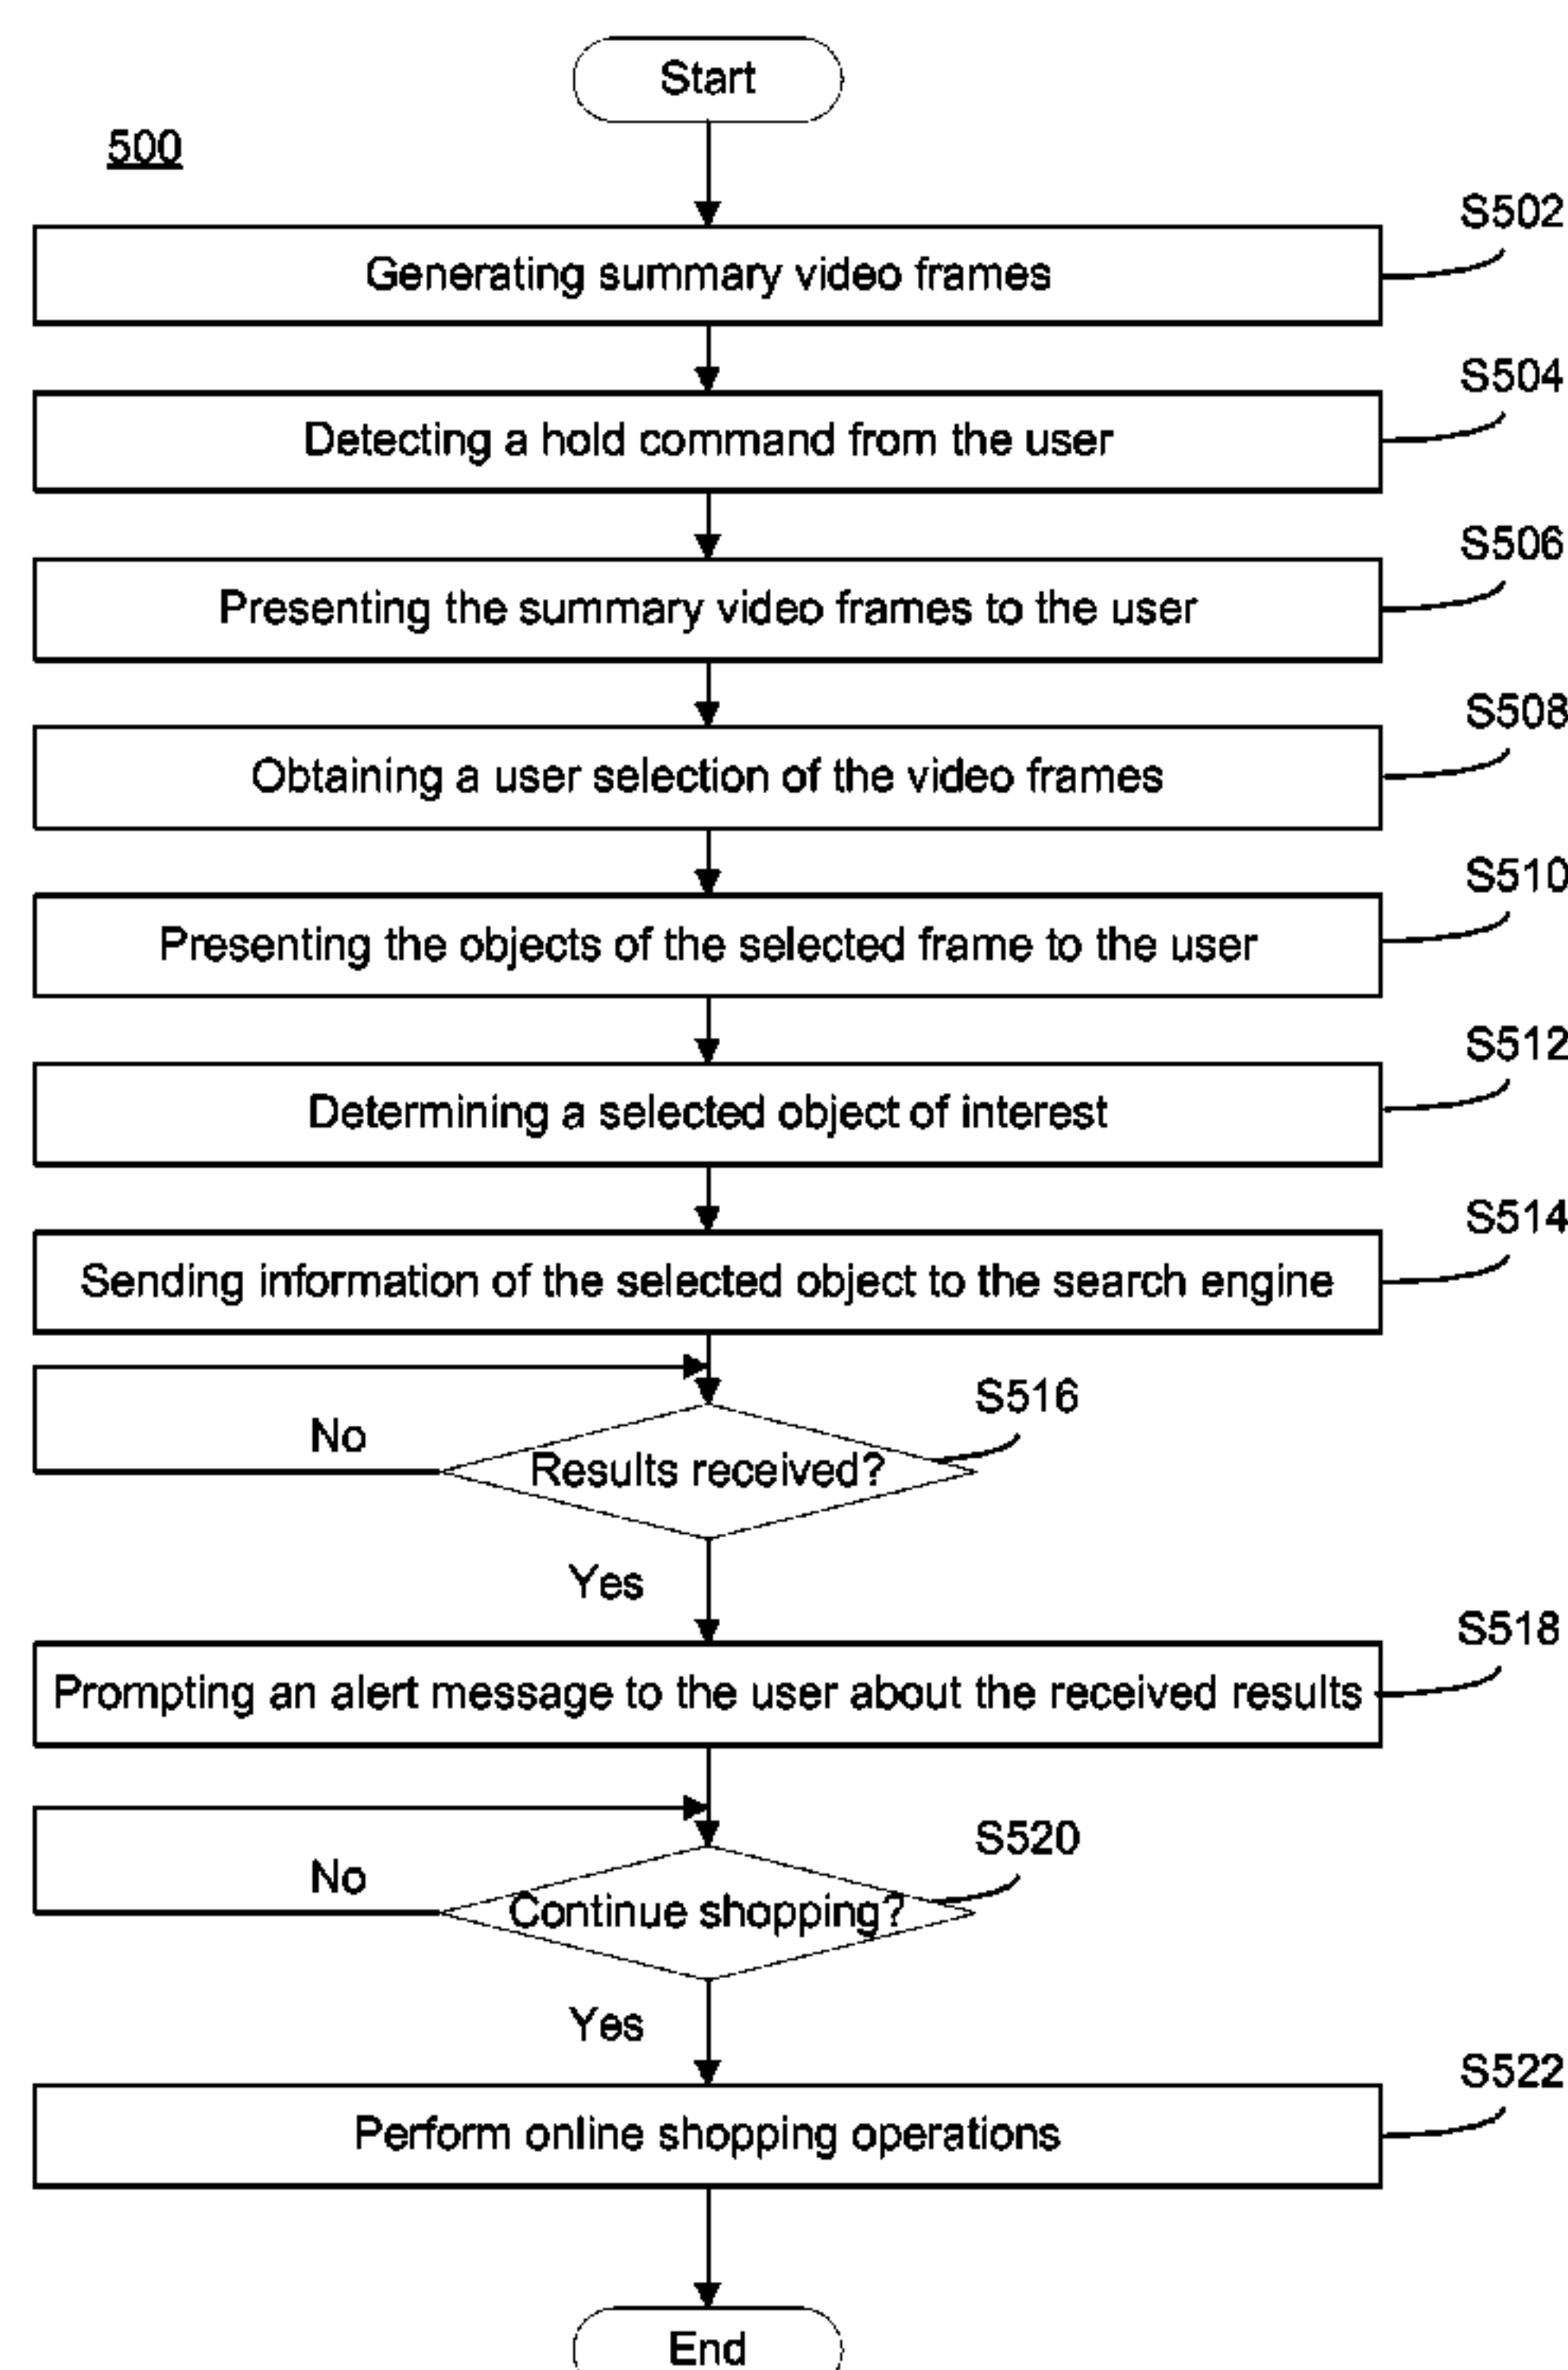 Start
500
S502
Generating summary video frames
S504
Detecting a hold command from the user
S506
Presenting the summary video frames to the user
S508
Obtaining a user selection of the video frames
S510
Presenting the objects of the selected frame to the user
S512
Determining a selected object of interest
S514
Sending information of the selected object to the search engine
S516
No
Results received?
Yes
S518
Prompting an alert message to the user about the received results
S520
No
Continue shopping?
Yes
S522
Perform online shopping operations
End